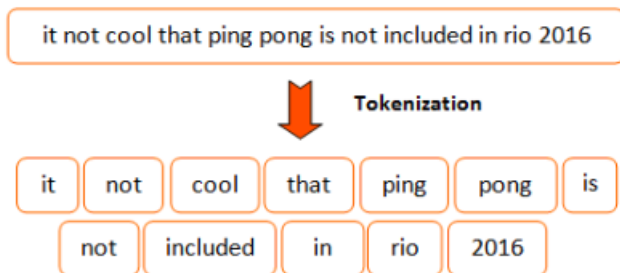 it not cool that ping pong is not included in rio 2016
Tokenization
it not cool that ping pong is
not included in rio 2016